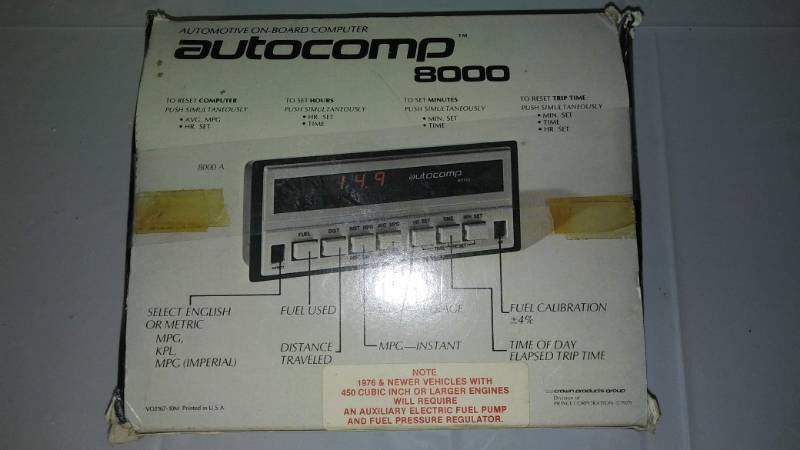 AUTOMOTIVE ON-BOARD COMPUTER
autocomp™
8000
TO RESET COMPUTER
PUSH SIMULTANEOUSLY
• AVG. MPG
• HR. SET
TO SET HOURS
PUSH SIMULTANEOUSLY
• HR. SET
• TIME
TO SET MINUTES
PUSH SIMULTANEOUSLY
• MIN. SET
• TIME
TO RESET TRIP TIME
PUSH SIMULTANEOUSLY
• MIN. SET
• TIME
• HR. SET
8000 A
14.9
autocomp
FUEL
DIST
INST MPG
AVG MPG
HR SET
TIME
MIN SET
SELECT ENGLISH
OR METRIC
MPG,
KPL,
MPG (IMPERIAL)
FUEL USED
DISTANCE
TRAVELED
MPG—INSTANT
FUEL CALIBRATION
±4%
TIME OF DAY
ELAPSED TRIP TIME
NOTE
1976 & NEWER VEHICLES WITH
450 CUBIC INCH OR LARGER ENGINES
WILL REQUIRE
AN AUXILIARY ELECTRIC FUEL PUMP
AND FUEL PRESSURE REGULATOR.
Printed in U.S.A.
crown products group
Division of
PRINCE CORPORATION